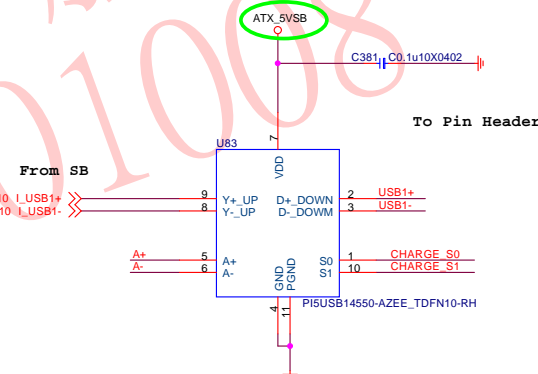 ATX_5VSB
C381 C0.1u10X0402
To Pin Header
U83
7
VDD
From SB
I_USB1+ 9 Y+_UP D+_DOWN 2 USB1+
10 I_USB1- 8 Y-_UP D-_DOWM 3 USB1-
A+ 5 A+ S0 1 CHARGE_S0
A- 6 A- S1 10 CHARGE_S1
GND PGND
4 11
PI5USB14550-AZEE_TDFN10-RH
01008